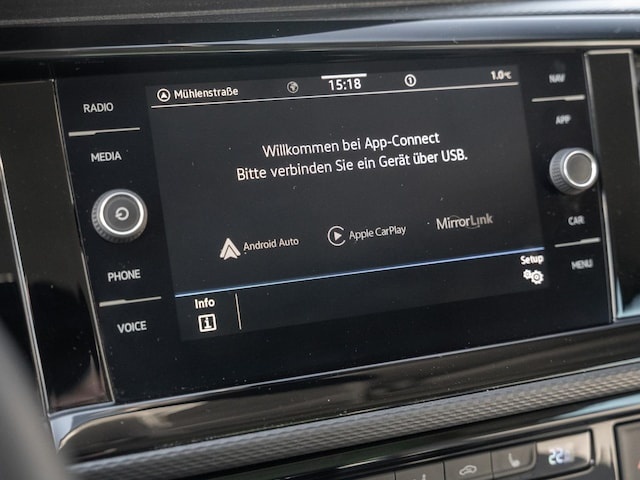 RADIO
MEDIA
PHONE
VOICE
Mühlenstraße 15:18 1 1.0°C
Willkommen bei App-Connect
Bitte verbinden Sie ein Gerät über USB.
Android Auto Apple CarPlay MirrorLink
Info Setup
i
NAV
APP
CAR
MENU
22